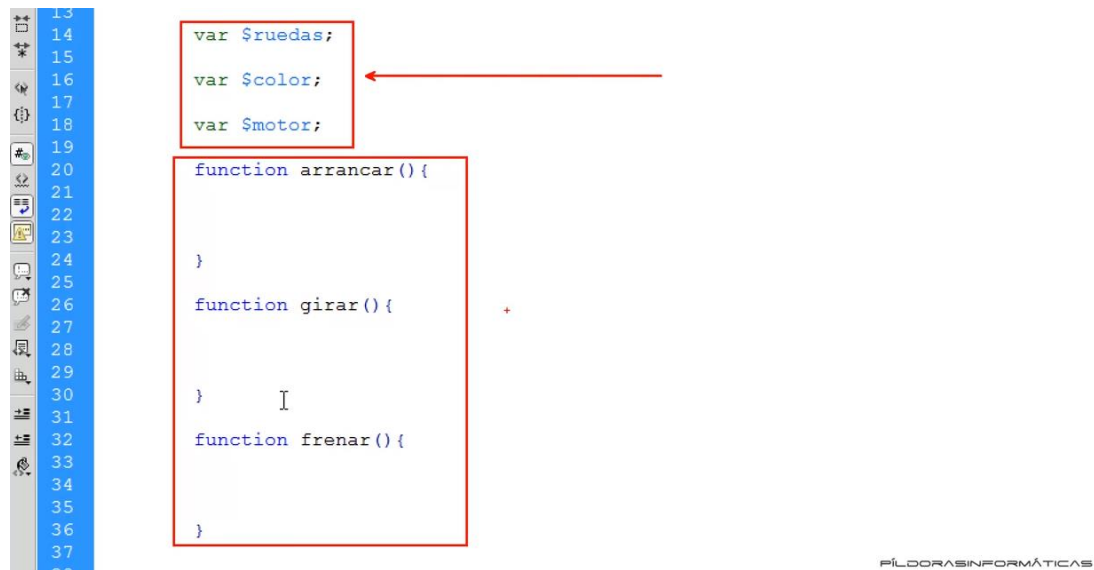 13
14 var $ruedas;
15
16 var $color;
17
18 var $motor;
19
20 function arrancar(){
21
22
23
24 }
25
26 function girar(){
27
28
29
30 }
31
32 function frenar(){
33
34
35
36 }
37
PÍLDORASINFORMÁTICAS